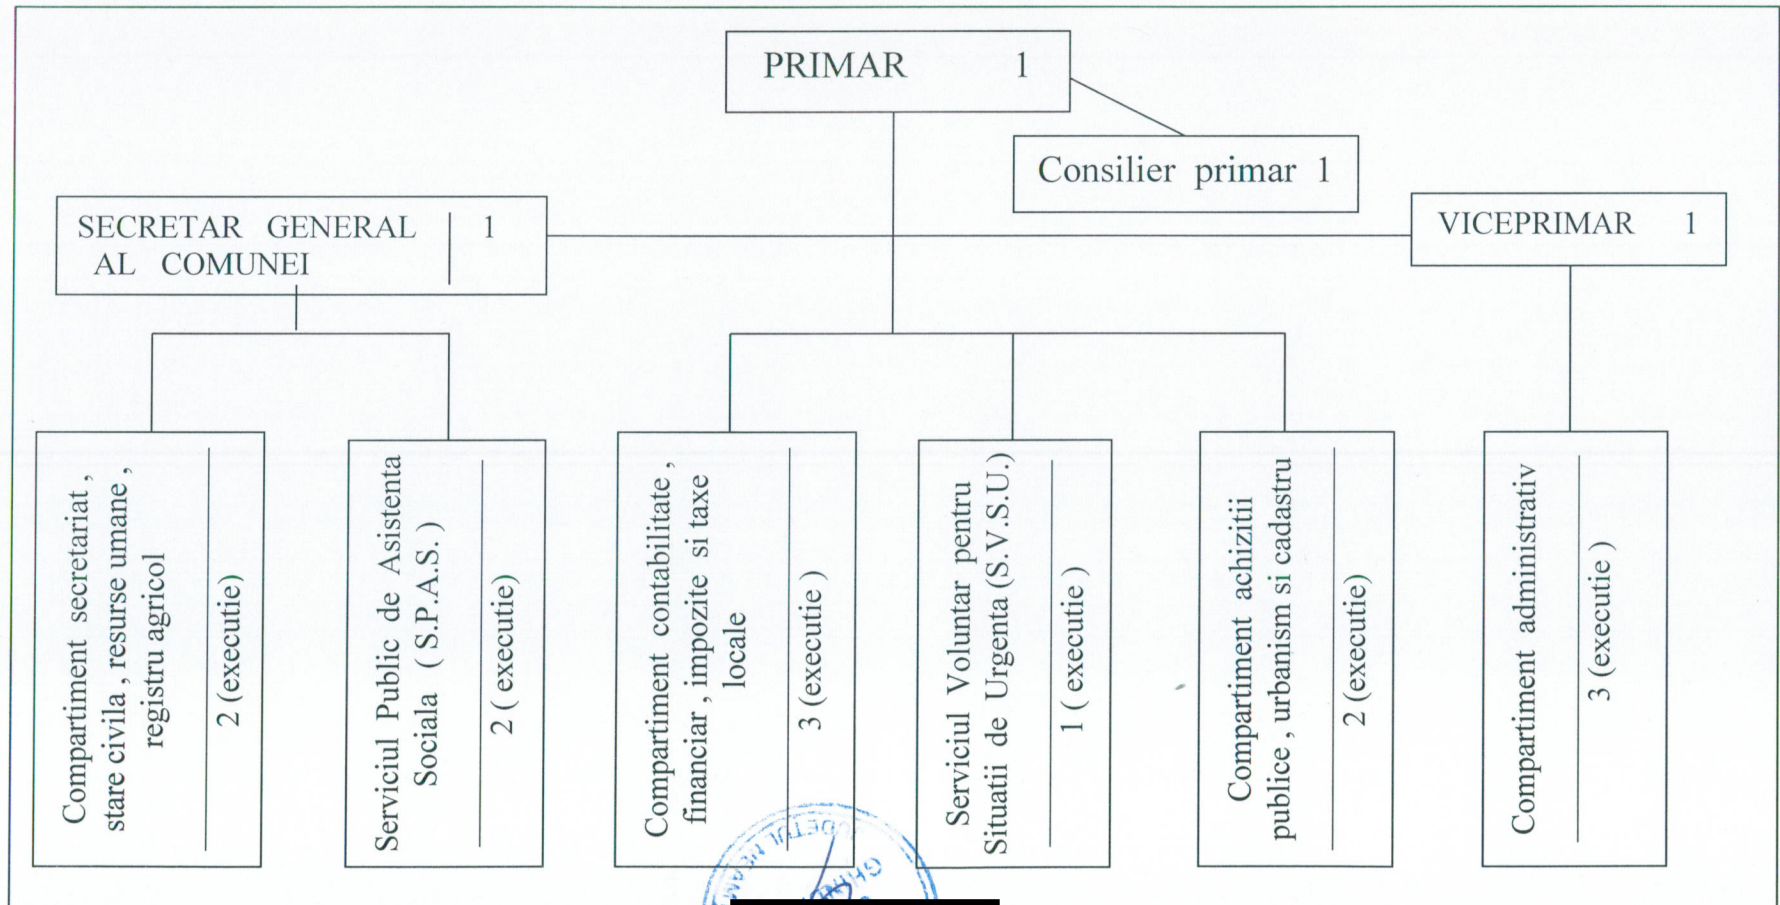 PRIMAR 1
Consilier primar 1
SECRETAR GENERAL 1
AL COMUNEI
VICEPRIMAR 1
Compartiment secretariat ,
stare civila , resurse umane ,
registru agricol
2 (executie)
Serviciul Public de Asistenta
Sociala ( S.P.A.S. )
2 ( executie)
Compartiment contabilitate ,
financiar , impozite si taxe
locale
3 (executie )
Serviciul Voluntar pentru
Situatii de Urgenta (S.V.S.U.)
1 ( executie )
Compartiment achizitii
publice , urbanism si cadastru
2 (executie)
Compartiment administrativ
3 (executie )
JUDETUL